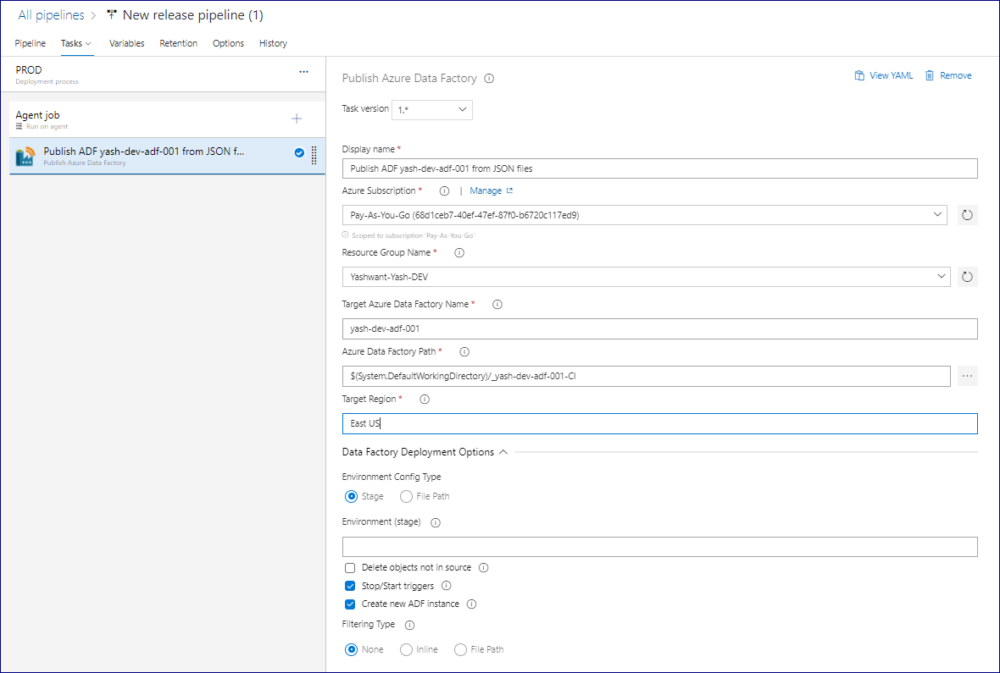 All pipelines > New release pipeline (1)
Pipeline Tasks Variables Retention Options History
PROD
Deployment process
...
Agent job
Run on agent
Publish ADF yash-dev-adf-001 from JSON f...
Publish Azure Data Factory
Publish Azure Data Factory
View YAML Remove
Task version 1.*
Display name *
Publish ADF yash-dev-adf-001 from JSON files
Azure Subscription * | Manage
Pay-As-You-Go (68d1ceb7-40ef-47ef-87f0-b6720c117ed9)
Scoped to subscription 'Pay-As-You-Go'
Resource Group Name *
Yashwant-Yash-DEV
Target Azure Data Factory Name *
yash-dev-adf-001
Azure Data Factory Path *
$(System.DefaultWorkingDirectory)/_yash-dev-adf-001-CI
...
Target Region *
East US
Data Factory Deployment Options
Environment Config Type
Stage File Path
Environment (stage)
Delete objects not in source
Stop/Start triggers
Create new ADF instance
Filtering Type
None Inline File Path